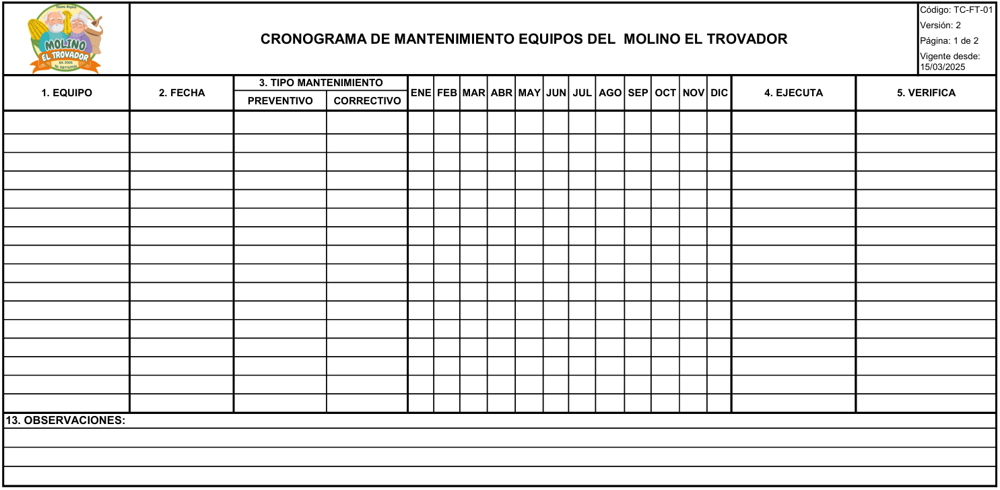 MOLINO
EL TROVADOR
CRONOGRAMA DE MANTENIMIENTO EQUIPOS DEL  MOLINO EL TROVADOR
Código: TC-FT-01
Versión: 2
Página: 1 de 2
Vigente desde:
15/03/2025
1. EQUIPO
2. FECHA
3. TIPO MANTENIMIENTO
PREVENTIVO
CORRECTIVO
ENE
FEB
MAR
ABR
MAY
JUN
JUL
AGO
SEP
OCT
NOV
DIC
4. EJECUTA
5. VERIFICA
13. OBSERVACIONES: